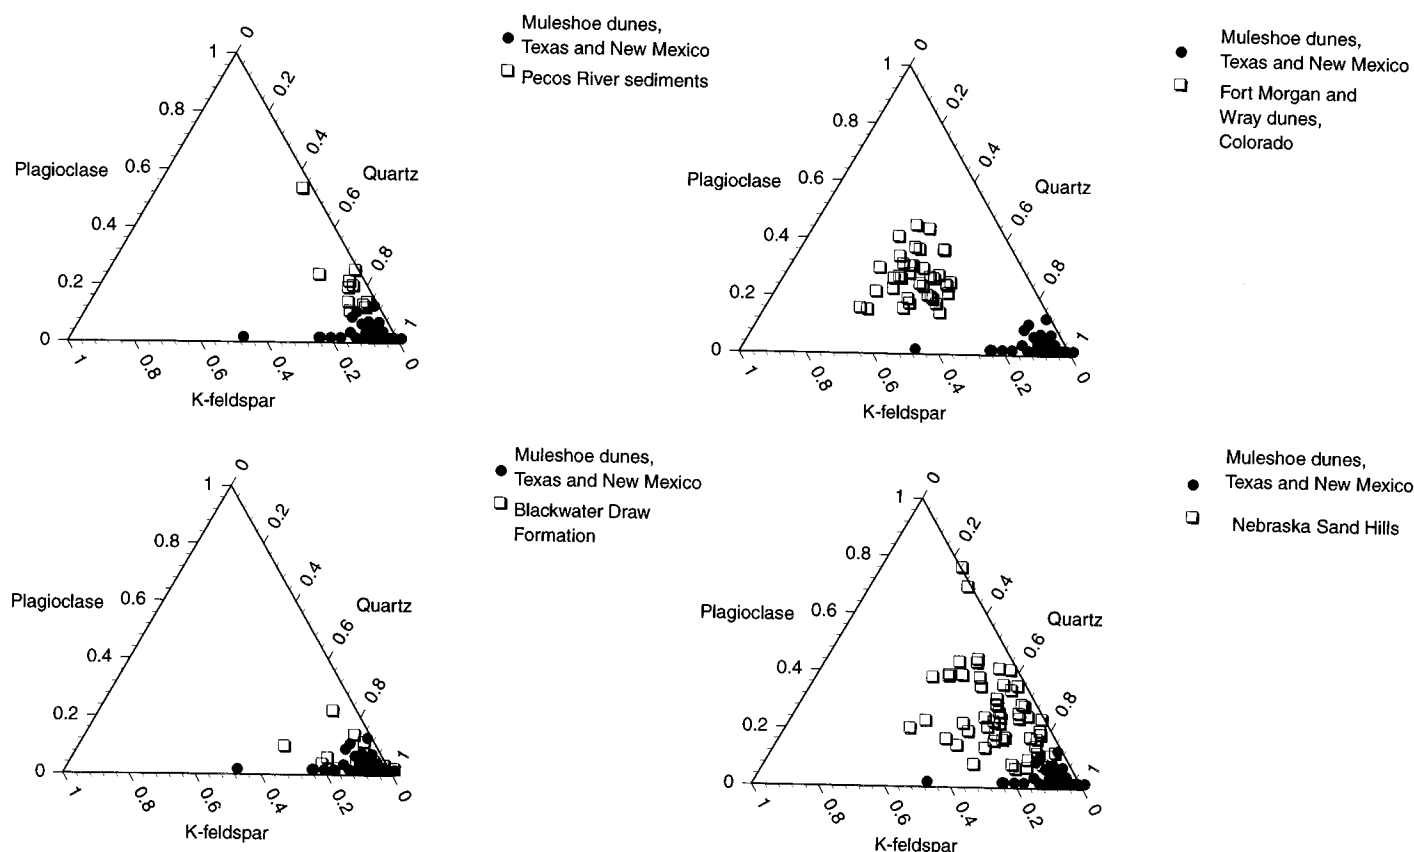 Muleshoe dunes,
Texas and New Mexico
Pecos River sediments
0
1
0.2
0.8
0.4
Plagioclase
0.6
Quartz
0.6
0.4
0.8
0.2
1
0
1
0.8
0.6
0.4
0.2
0
K-feldspar
Muleshoe dunes,
Texas and New Mexico
Fort Morgan and
Wray dunes,
Colorado
0
1
0.2
0.8
0.4
Plagioclase
0.6
Quartz
0.6
0.4
0.8
0.2
1
0
1
0.8
0.6
0.4
0.2
0
K-feldspar
Muleshoe dunes,
Texas and New Mexico
Blackwater Draw
Formation
0
1
0.2
0.8
0.4
Plagioclase
0.6
Quartz
0.6
0.4
0.8
0.2
1
0
1
0.8
0.6
0.4
0.2
0
K-feldspar
Muleshoe dunes,
Texas and New Mexico
Nebraska Sand Hills
0
1
0.2
0.8
0.4
Plagioclase
0.6
Quartz
0.6
0.4
0.8
0.2
1
0
1
0.8
0.6
0.4
0.2
0
K-feldspar